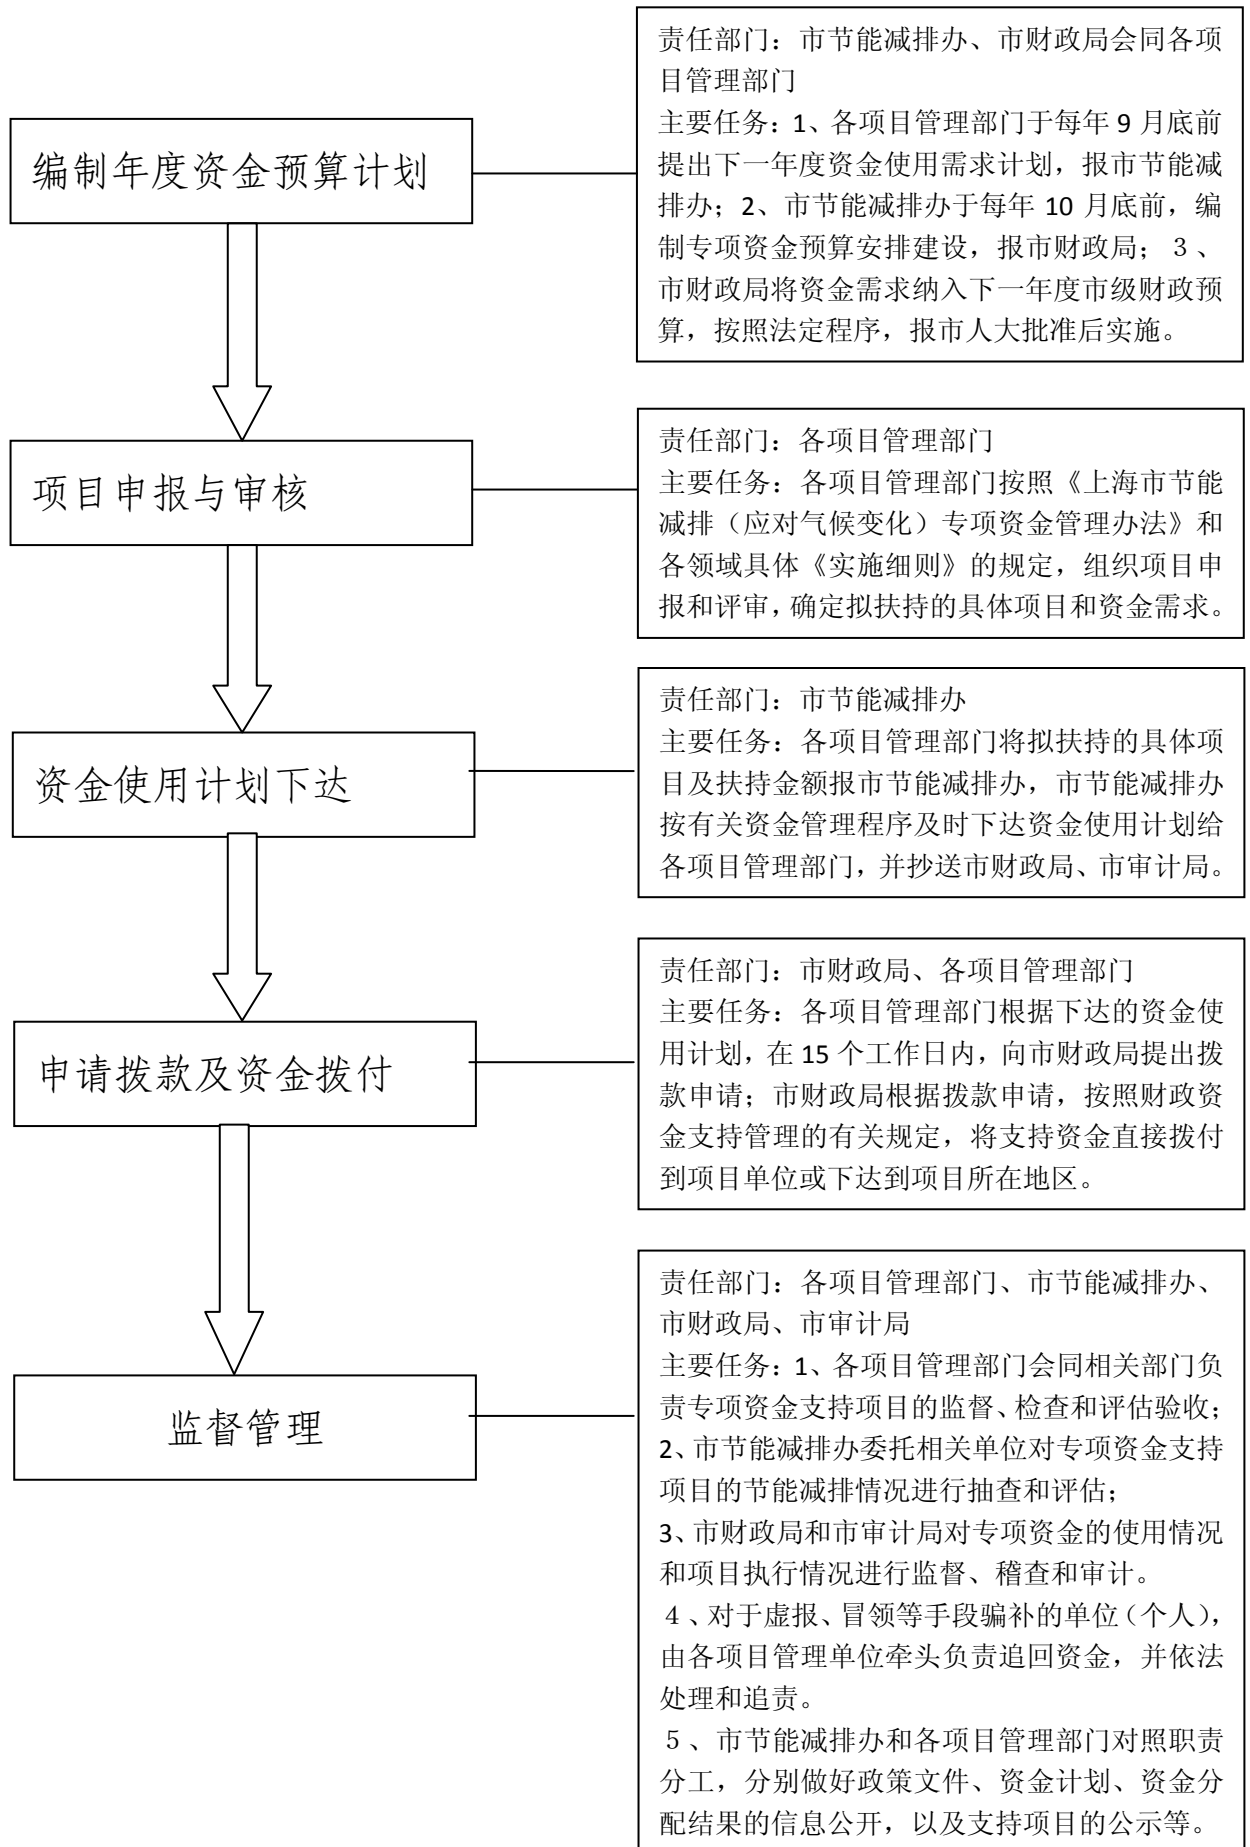 编制年度资金预算计划
责任部门：市节能减排办、市财政局会同各项
目管理部门
主要任务：1、各项目管理部门于每年 9 月底前
提出下一年度资金使用需求计划，报市节能减
排办；2、市节能减排办于每年 10 月底前，编
制专项资金预算安排建设，报市财政局；３、
市财政局将资金需求纳入下一年度市级财政预
算，按照法定程序，报市人大批准后实施。
项目申报与审核
责任部门：各项目管理部门
主要任务：各项目管理部门按照《上海市节能
减排（应对气候变化）专项资金管理办法》和
各领域具体《实施细则》的规定，组织项目申
报和评审，确定拟扶持的具体项目和资金需求。
资金使用计划下达
责任部门：市节能减排办
主要任务：各项目管理部门将拟扶持的具体项
目及扶持金额报市节能减排办，市节能减排办
按有关资金管理程序及时下达资金使用计划给
各项目管理部门，并抄送市财政局、市审计局。
申请拨款及资金拨付
责任部门：市财政局、各项目管理部门
主要任务：各项目管理部门根据下达的资金使
用计划，在 15 个工作日内，向市财政局提出拨
款申请；市财政局根据拨款申请，按照财政资
金支持管理的有关规定，将支持资金直接拨付
到项目单位或下达到项目所在地区。
监督管理
责任部门：各项目管理部门、市节能减排办、
市财政局、市审计局
主要任务：1、各项目管理部门会同相关部门负
责专项资金支持项目的监督、检查和评估验收；
2、市节能减排办委托相关单位对专项资金支持
项目的节能减排情况进行抽查和评估；
3、市财政局和市审计局对专项资金的使用情况
和项目执行情况进行监督、稽查和审计。
４、对于虚报、冒领等手段骗补的单位（个人），
由各项目管理单位牵头负责追回资金，并依法
处理和追责。
５、市节能减排办和各项目管理部门对照职责
分工，分别做好政策文件、资金计划、资金分
配结果的信息公开，以及支持项目的公示等。